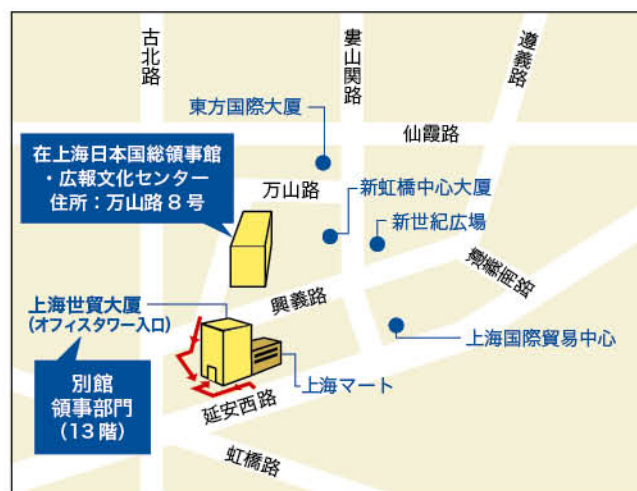 古北路
婁山関路
遵義路
東方国際大厦
仙霞路
在上海日本国総領事館
・広報文化センター
住所：万山路8号
万山路
新虹橋中心大厦
新世紀広場
遵義南路
興義路
上海世貿大厦
（オフィスタワー入口）
上海国際貿易中心
別館
領事部門
（13階）
上海マート
延安西路
虹橋路